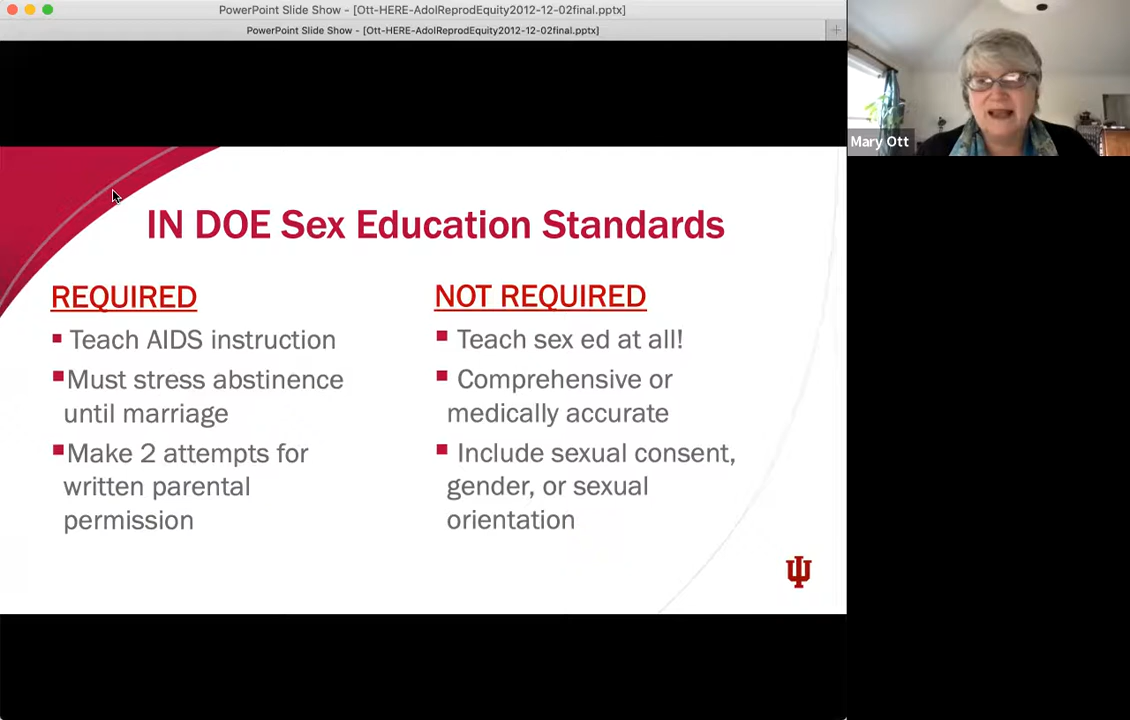 PowerPoint Slide Show - [Ott-HERE-AdolReprodEquity2012-12-02final.pptx]
PowerPoint Slide Show - [Ott-HERE-AdolReprodEquity2012-12-02final.pptx]
Mary Ott
IN DOE Sex Education Standards
REQUIRED
Teach AIDS instruction
Must stress abstinence
until marriage
Make 2 attempts for
written parental
permission
NOT REQUIRED
Teach sex ed at all!
Comprehensive or
medically accurate
Include sexual consent,
gender, or sexual
orientation